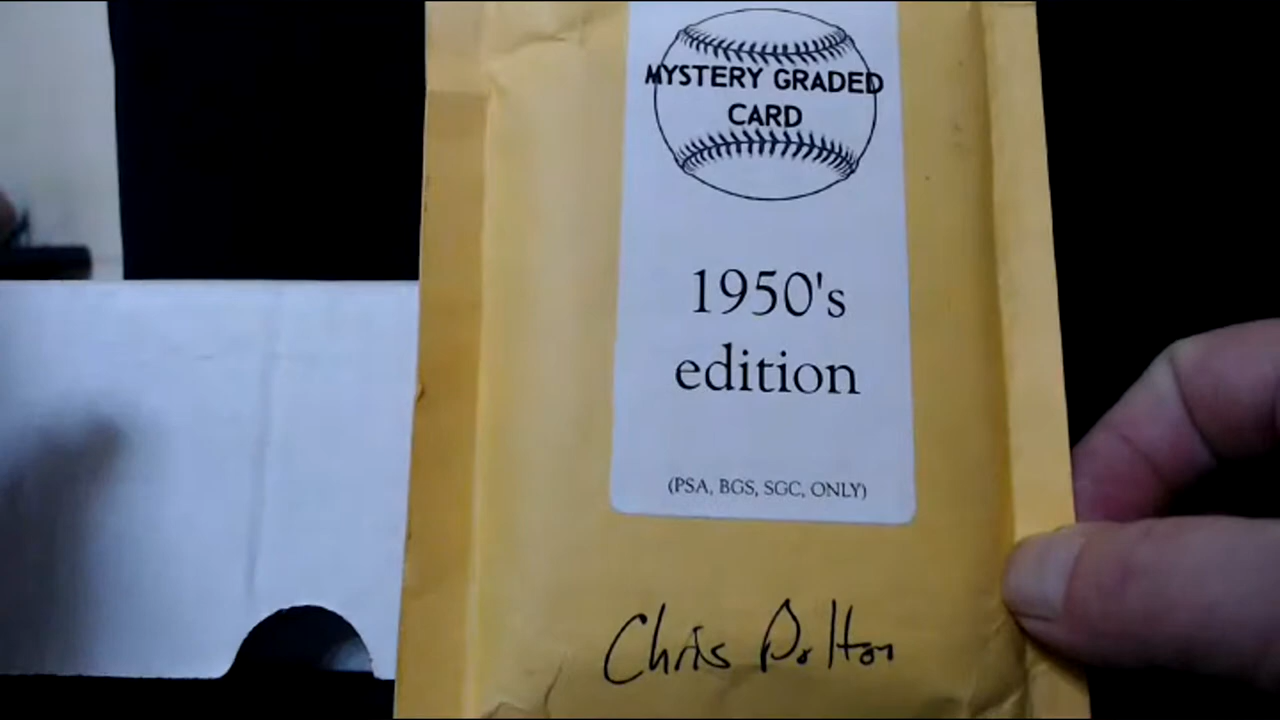 MYSTERY GRADED
CARD
1950's
edition
(PSA, BGS, SGC, ONLY)
Chris Polton